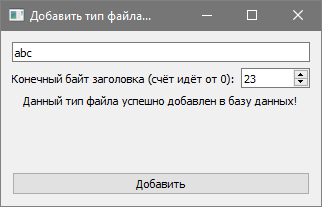 Добавить тип файла...
abc
Конечный байт заголовка (счёт идёт от 0): 23
Данный тип файла успешно добавлен в базу данных!
Добавить